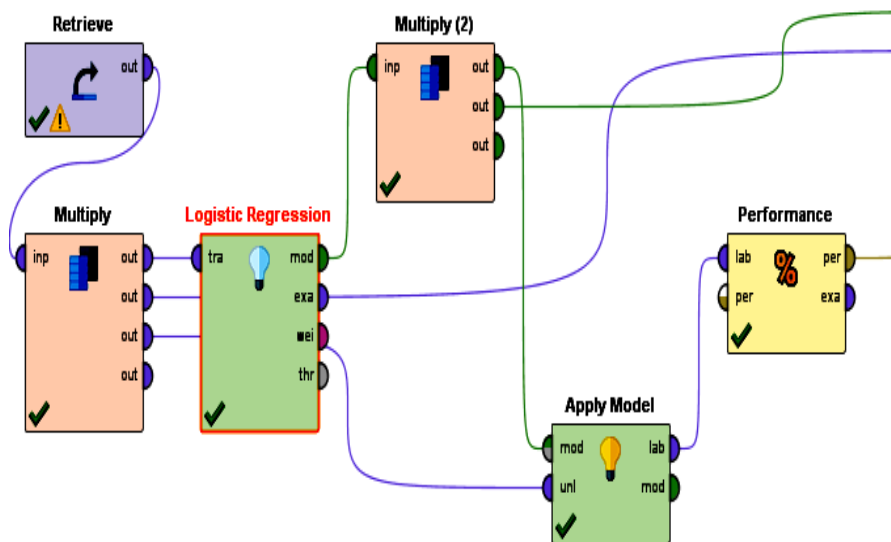 Retrieve
out
Multiply (2)
inp
out
out
out
Multiply
inp
out
out
out
out
Logistic Regression
tra
mod
exa
wei
thr
Performance
lab
per
per
exa
%
Apply Model
mod
lab
unl
mod